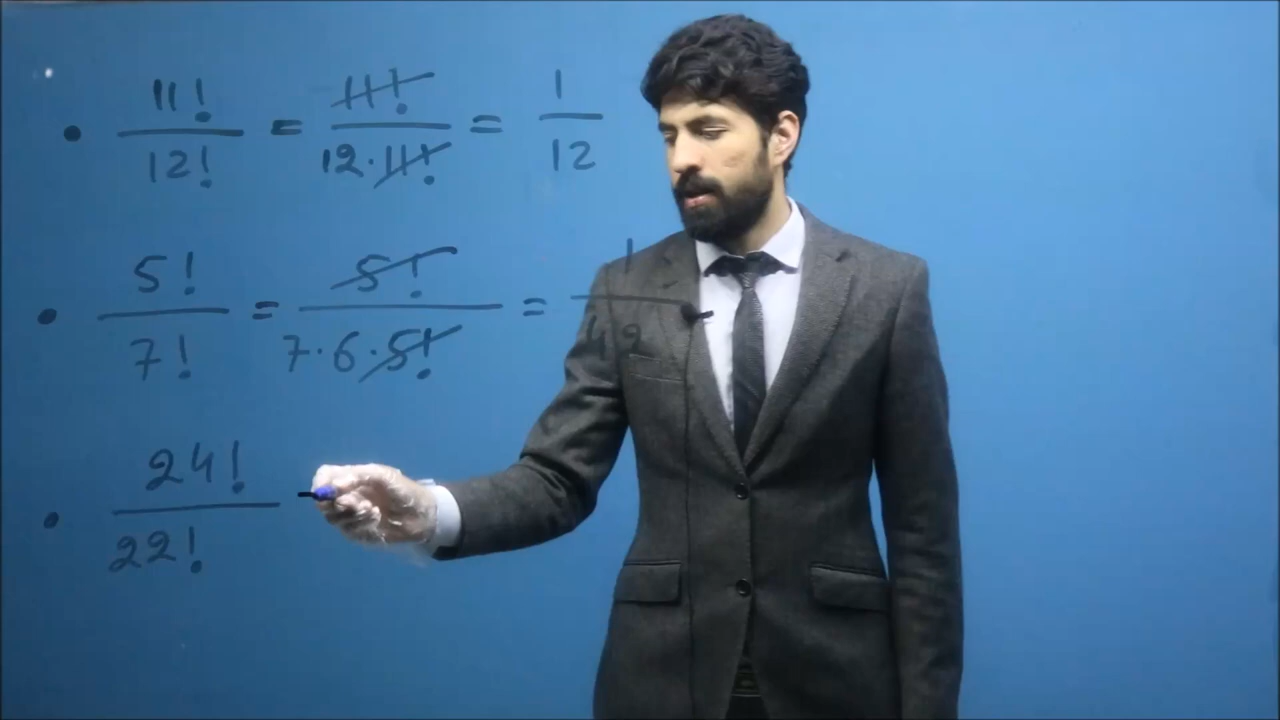 • 11!/12! = 11!/12·11! = 1/12
• 5!/7! = 5!/7·6·5! = 1/42
• 24!/22!